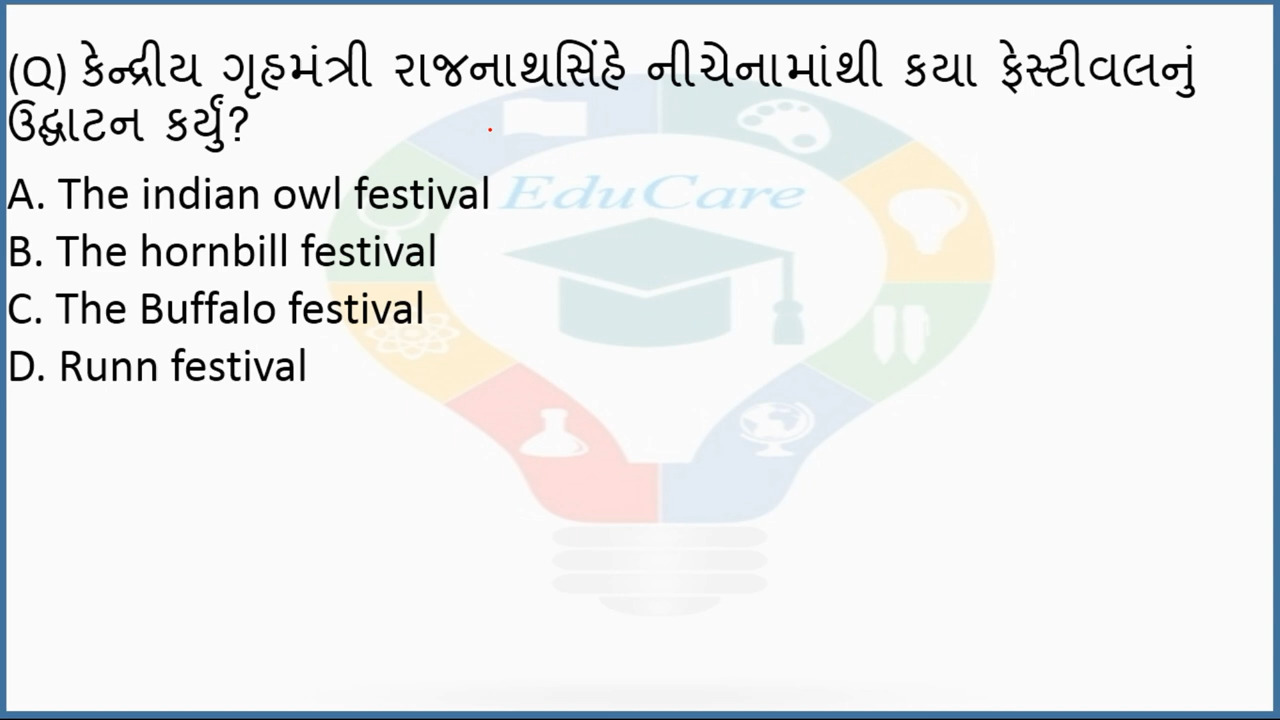 (Q) કેન્દ્રીય ગૃહમંત્રી રાજનાથસિંહે નીચેનામાંથી કયા ફેસ્ટીવલનું
ઉદ્ઘાટન કર્યું?
A. The indian owl festival
EduCare
B. The hornbill festival
C. The Buffalo festival
D. Runn festival